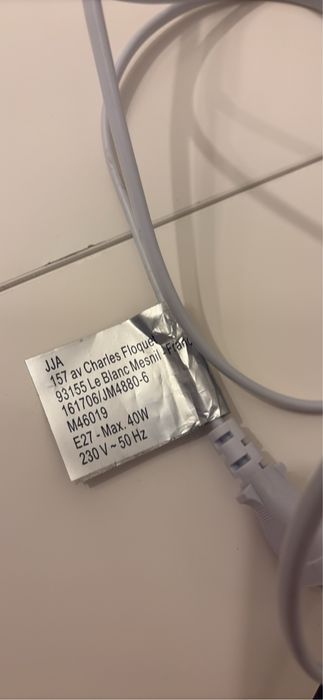 JJA
157 av Charles Floquet
93155 Le Blanc Mesnil - France
161706/JM4880-6
M46019
E27 - Max. 40W
230 V ~ 50 Hz